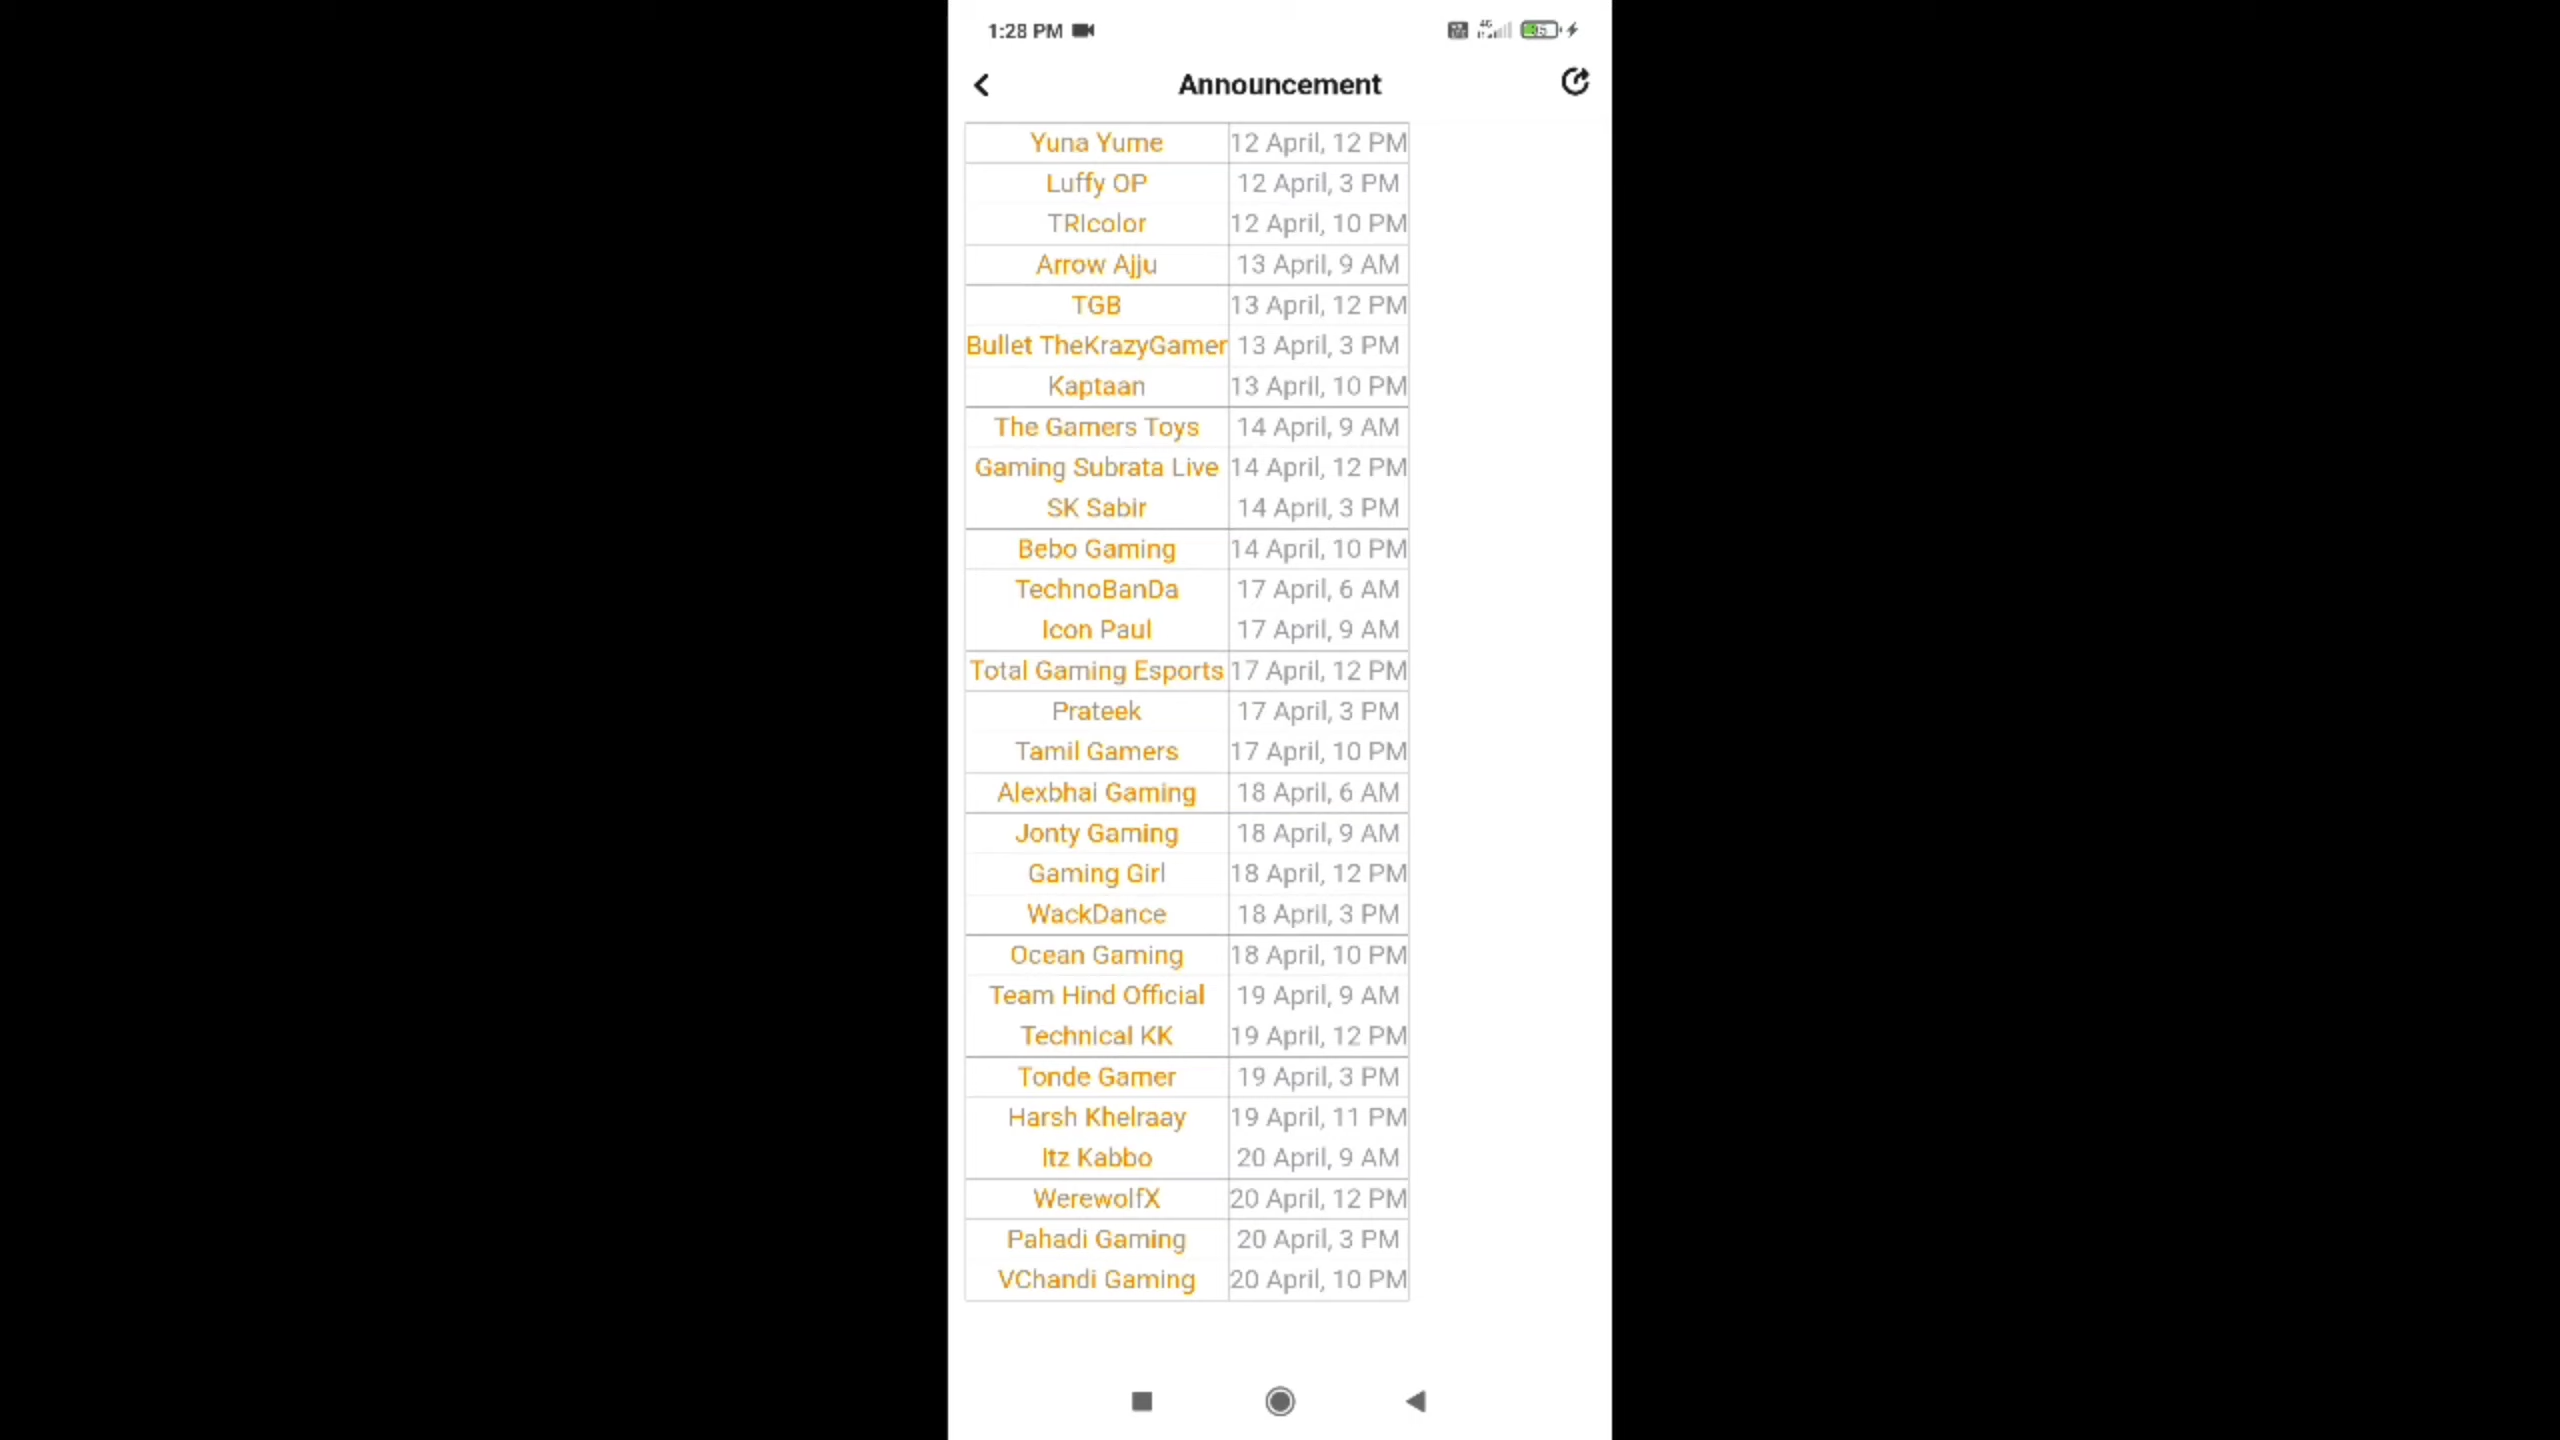 1:28 PM
4G
Announcement
Yuna Yume 12 April, 12 PM
Luffy OP 12 April, 3 PM
TRIcolor 12 April, 10 PM
Arrow Ajju 13 April, 9 AM
TGB 13 April, 12 PM
Bullet TheKrazyGamer 13 April, 3 PM
Kaptaan 13 April, 10 PM
The Gamers Toys 14 April, 9 AM
Gaming Subrata Live 14 April, 12 PM
SK Sabir 14 April, 3 PM
Bebo Gaming 14 April, 10 PM
TechnoBanDa 17 April, 6 AM
Icon Paul 17 April, 9 AM
Total Gaming Esports 17 April, 12 PM
Prateek 17 April, 3 PM
Tamil Gamers 17 April, 10 PM
Alexbhai Gaming 18 April, 6 AM
Jonty Gaming 18 April, 9 AM
Gaming Girl 18 April, 12 PM
WackDance 18 April, 3 PM
Ocean Gaming 18 April, 10 PM
Team Hind Official 19 April, 9 AM
Technical KK 19 April, 12 PM
Tonde Gamer 19 April, 3 PM
Harsh Khelraay 19 April, 11 PM
Itz Kabbo 20 April, 9 AM
WerewolfX 20 April, 12 PM
Pahadi Gaming 20 April, 3 PM
VChandi Gaming 20 April, 10 PM